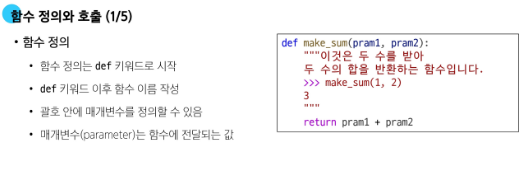 함수 정의와 호출 (1/5)
• 함수 정의
• 함수 정의는 def 키워드로 시작
• def 키워드 이후 함수 이름 작성
• 괄호 안에 매개변수를 정의할 수 있음
• 매개변수(parameter)는 함수에 전달되는 값
def make_sum(pram1, pram2):
"""이것은 두 수를 받아
두 수의 합을 반환하는 함수입니다.
>>> make_sum(1, 2)
3
"""
return pram1 + pram2